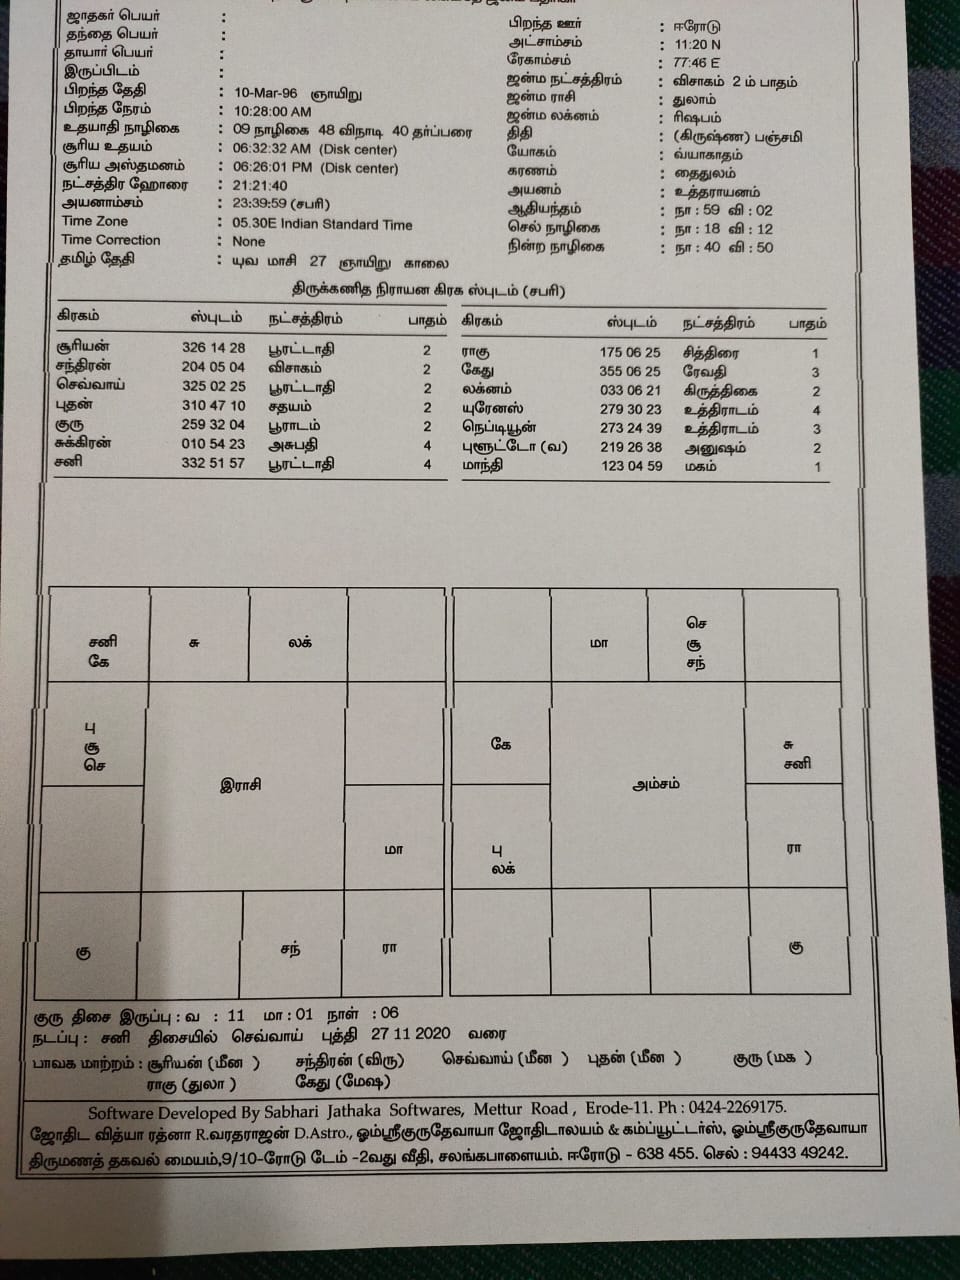 ஜாதகர் பெயர் :
தந்தை பெயர் :
தாயார் பெயர் :
இருப்பிடம் :
பிறந்த தேதி : 10-Mar-96 ஞாயிறு
பிறந்த நேரம் : 10:28:00 AM
உதயாதி நாழிகை : 09 நாழிகை 48 விநாடி 40 தர்ப்பரை
சூரிய உதயம் : 06:32:32 AM (Disk center)
சூரிய அஸ்தமனம் : 06:26:01 PM (Disk center)
நட்சத்திர ஹோரை : 21:21:40
அயனாம்சம் : 23:39:59 (சபரி)
Time Zone : 05.30E Indian Standard Time
Time Correction : None
தமிழ் தேதி : யுவ மாசி 27 ஞாயிறு காலை
பிறந்த ஊர் : ஈரோடு
அட்சாம்சம் : 11:20 N
ரேகாம்சம் : 77:46 E
ஜன்ம நட்சத்திரம் : விசாகம் 2 ம் பாதம்
ஜன்ம ராசி : துலாம்
ஜன்ம லக்னம் : ரிஷபம்
திதி : (கிருஷ்ண) பஞ்சமி
யோகம் : வ்யாகாதம்
கரணம் : தைதுலம்
அயனம் : உத்தராயனம்
ஆதியந்தம் : நா : 59 வி : 02
செல் நாழிகை : நா : 18 வி : 12
நின்ற நாழிகை : நா : 40 வி : 50
திருக்கணித நிராயன கிரக ஸ்புடம் (சபரி)
கிரகம் ஸ்புடம் நட்சத்திரம் பாதம் கிரகம் ஸ்புடம் நட்சத்திரம் பாதம்
சூரியன் 326 14 28 பூரட்டாதி 2 ராகு 175 06 25 சித்திரை 1
சந்திரன் 204 05 04 விசாகம் 2 கேது 355 06 25 ரேவதி 3
செவ்வாய் 325 02 25 பூரட்டாதி 2 லக்னம் 033 06 21 கிருத்திகை 2
புதன் 310 47 10 சதயம் 2 யுரேனஸ் 279 30 23 உத்திராடம் 4
குரு 259 32 04 பூராடம் 2 நெப்டியூன் 273 24 39 உத்திராடம் 3
சுக்கிரன் 010 54 23 அசுபதி 4 புளூட்டோ (வ) 219 26 38 அனுஷம் 2
சனி 332 51 57 பூரட்டாதி 4 மாந்தி 123 04 59 மகம் 1
சனி
கே
சு
லக்
பு
சூ
செ
இராசி
மா
கு
சந்
ரா
மா
செ
சூ
சந்
கே
சு
சனி
அம்சம்
பு
லக்
ரா
கு
குரு திசை இருப்பு : வ : 11 மா : 01 நாள் : 06
நடப்பு : சனி திசையில் செவ்வாய் புத்தி 27 11 2020 வரை
பாவக மாற்றம் : சூரியன் (மீன ) சந்திரன் (விரு) செவ்வாய் (மீன ) புதன் (மீன ) குரு (மக )
ராகு (துலா ) கேது (மேஷ)
Software Developed By Sabhari Jathaka Softwares, Mettur Road , Erode-11. Ph : 0424-2269175.
ஜோதிட வித்யா ரத்னா R.வரதராஜன் D.Astro., ஓம்ஸ்ரீகுருதேவாயா ஜோதிடாலயம் & கம்ப்யூட்டர்ஸ், ஓம்ஸ்ரீகுருதேவாயா
திருமணத் தகவல் மையம்,9/10-ரோடு டேம் -2வது வீதி, சலங்கபாளையம். ஈரோடு - 638 455. செல் : 94433 49242.